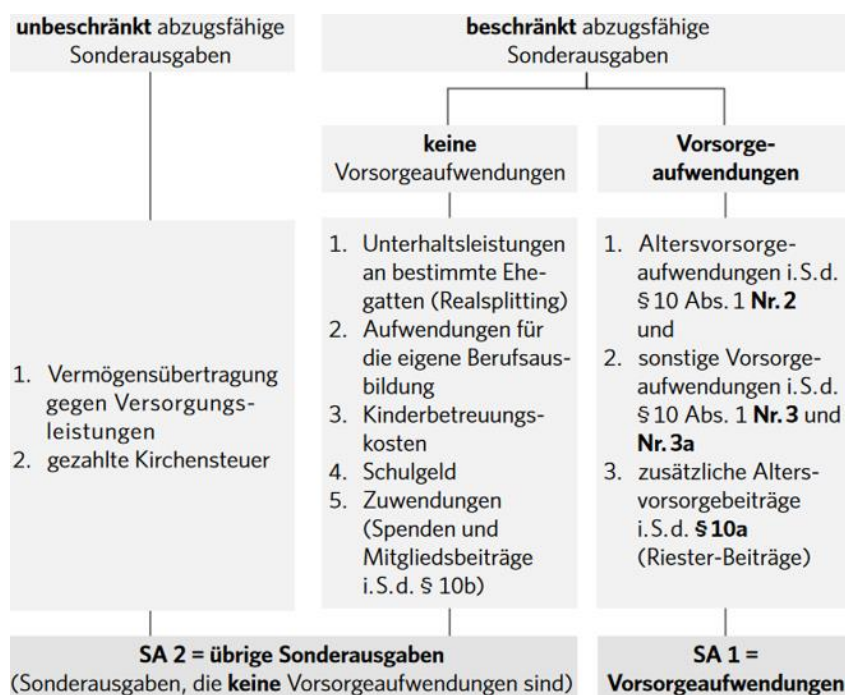 unbeschränkt abzugsfähige
Sonderausgaben
beschränkt abzugsfähige
Sonderausgaben
keine
Vorsorgeaufwendungen
Vorsorge-
aufwendungen
1. Vermögensübertragung
gegen Versorgungs-
leistungen
2. gezahlte Kirchensteuer
1. Unterhaltsleistungen
an bestimmte Ehe-
gatten (Realsplitting)
2. Aufwendungen für
die eigene Berufsaus-
bildung
3. Kinderbetreuungs-
kosten
4. Schulgeld
5. Zuwendungen
(Spenden und
Mitgliedsbeiträge
i.S.d. § 10b)
1. Altersvorsorge-
aufwendungen i.S.d.
§ 10 Abs. 1 Nr. 2
und
2. sonstige Vorsorge-
aufwendungen i.S.d.
§ 10 Abs. 1 Nr. 3 und
Nr. 3a
3. zusätzliche Alters-
vorsorgebeiträge
i.S.d. § 10a
(Riester-Beiträge)
SA 2 = übrige Sonderausgaben
(Sonderausgaben, die keine Vorsorgeaufwendungen sind)
SA 1 =
Vorsorgeaufwendungen